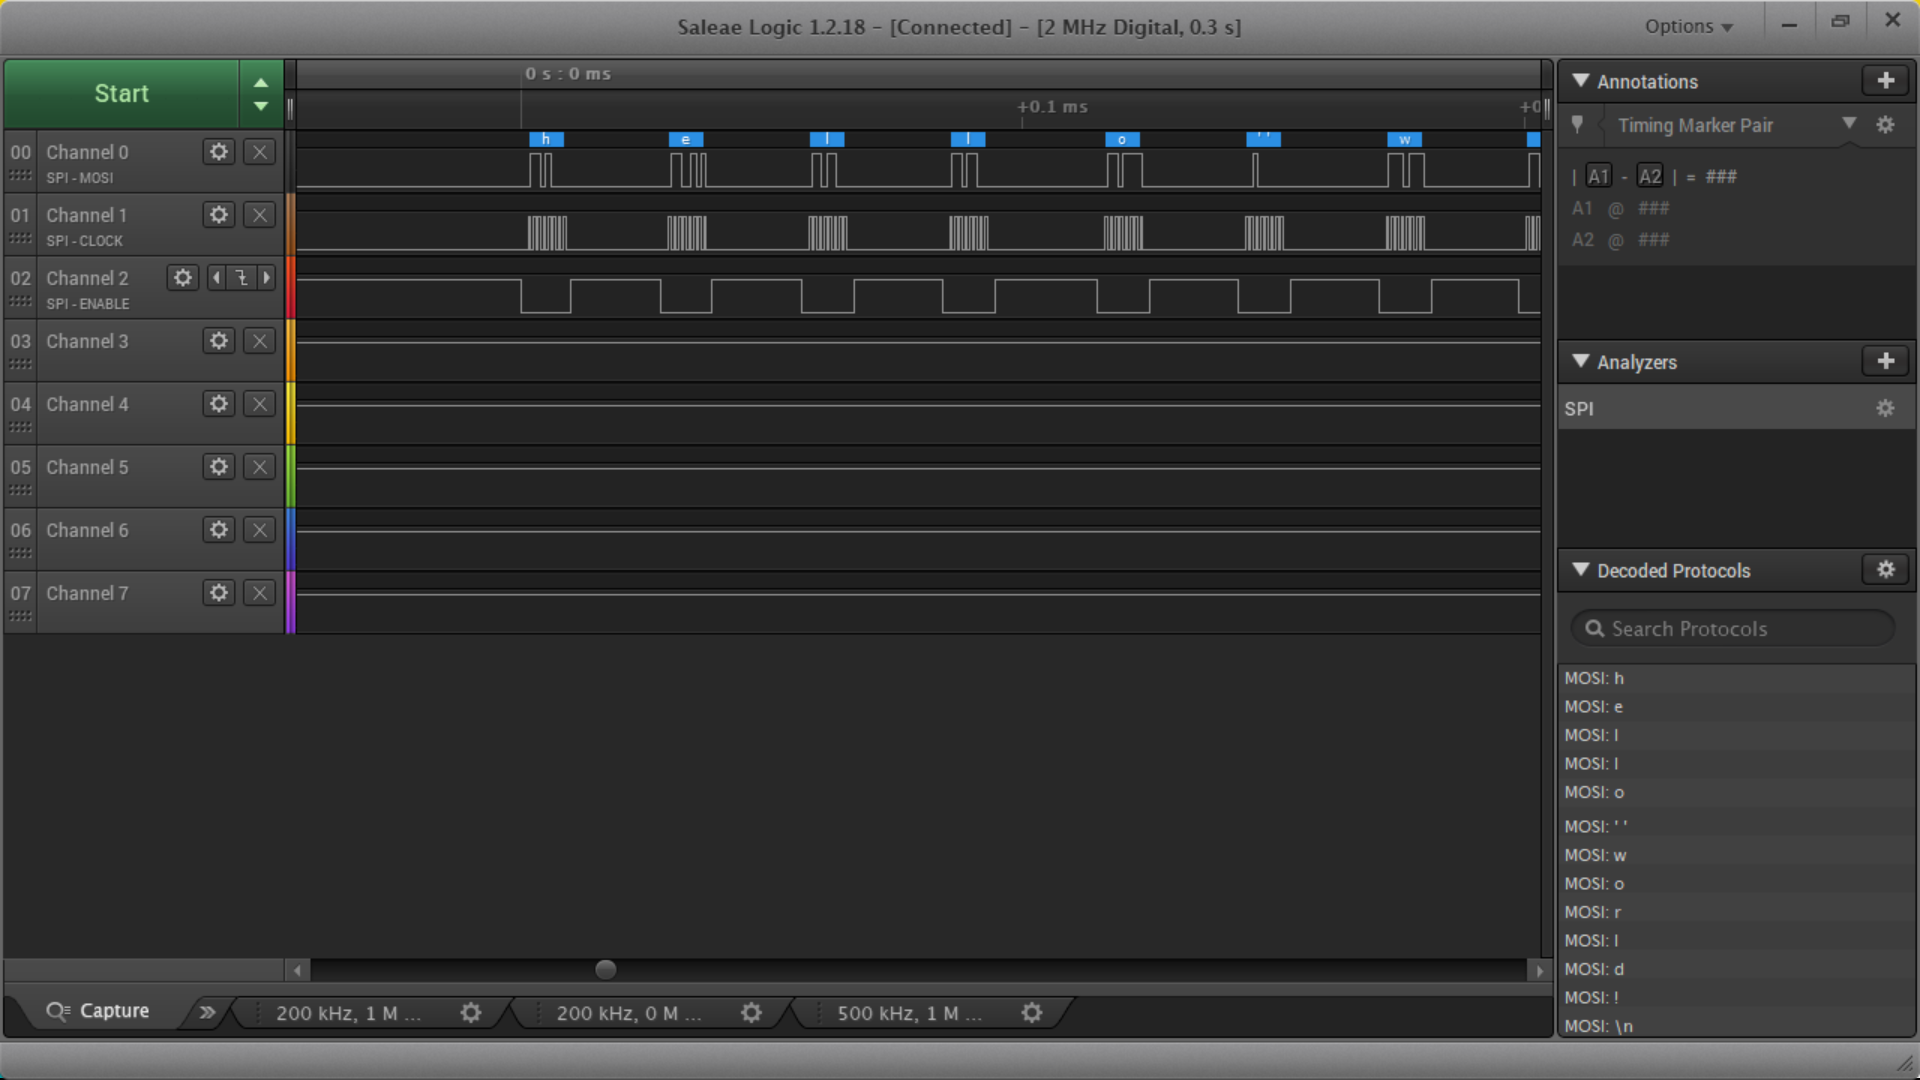 Saleae Logic 1.2.18 - [Connected] - [2 MHz Digital, 0.3 s]
Options
Start
0 s : 0 ms
+0.1 ms
+0
00 Channel 0
SPI - MOSI
h e l l o ' ' w
01 Channel 1
SPI - CLOCK
02 Channel 2
SPI - ENABLE
03 Channel 3
04 Channel 4
05 Channel 5
06 Channel 6
07 Channel 7
Capture
200 kHz, 1 M ...
200 kHz, 0 M ...
500 kHz, 1 M ...
Annotations
Timing Marker Pair
| A1 - A2 | = ###
A1 @ ###
A2 @ ###
Analyzers
SPI
Decoded Protocols
Search Protocols
MOSI: h
MOSI: e
MOSI: l
MOSI: l
MOSI: o
MOSI: ' '
MOSI: w
MOSI: o
MOSI: r
MOSI: l
MOSI: d
MOSI: !
MOSI: \n